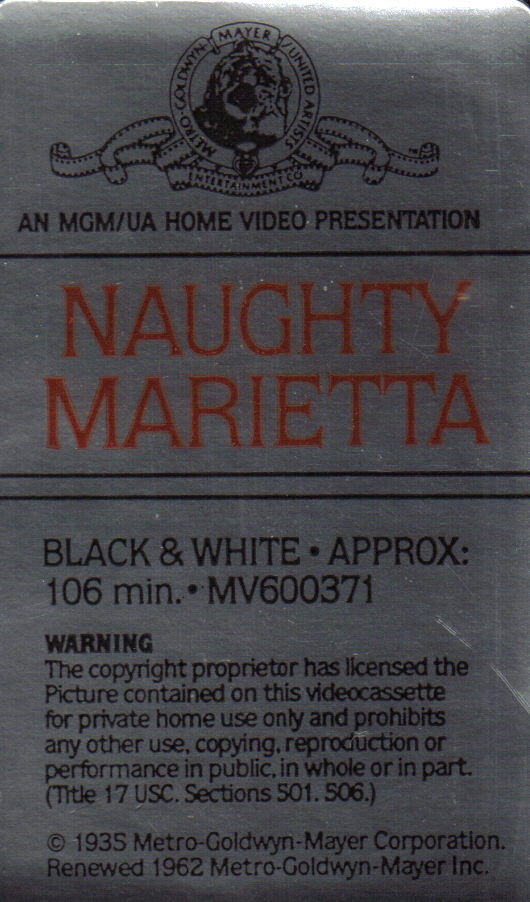 METRO-GOLDWYN-MAYER/UNITED ARTISTS
ENTERTAINMENT CO.
TM
AN MGM/UA HOME VIDEO PRESENTATION
NAUGHTY
MARIETTA
BLACK & WHITE • APPROX:
106 min. • MV600371
WARNING
The copyright proprietor has licensed the
Picture contained on this videocassette
for private home use only and prohibits
any other use, copying, reproduction or
performance in public, in whole or in part.
(Title 17 USC. Sections 501. 506.)
© 1935 Metro-Goldwyn-Mayer Corporation.
Renewed 1962 Metro-Goldwyn-Mayer Inc.